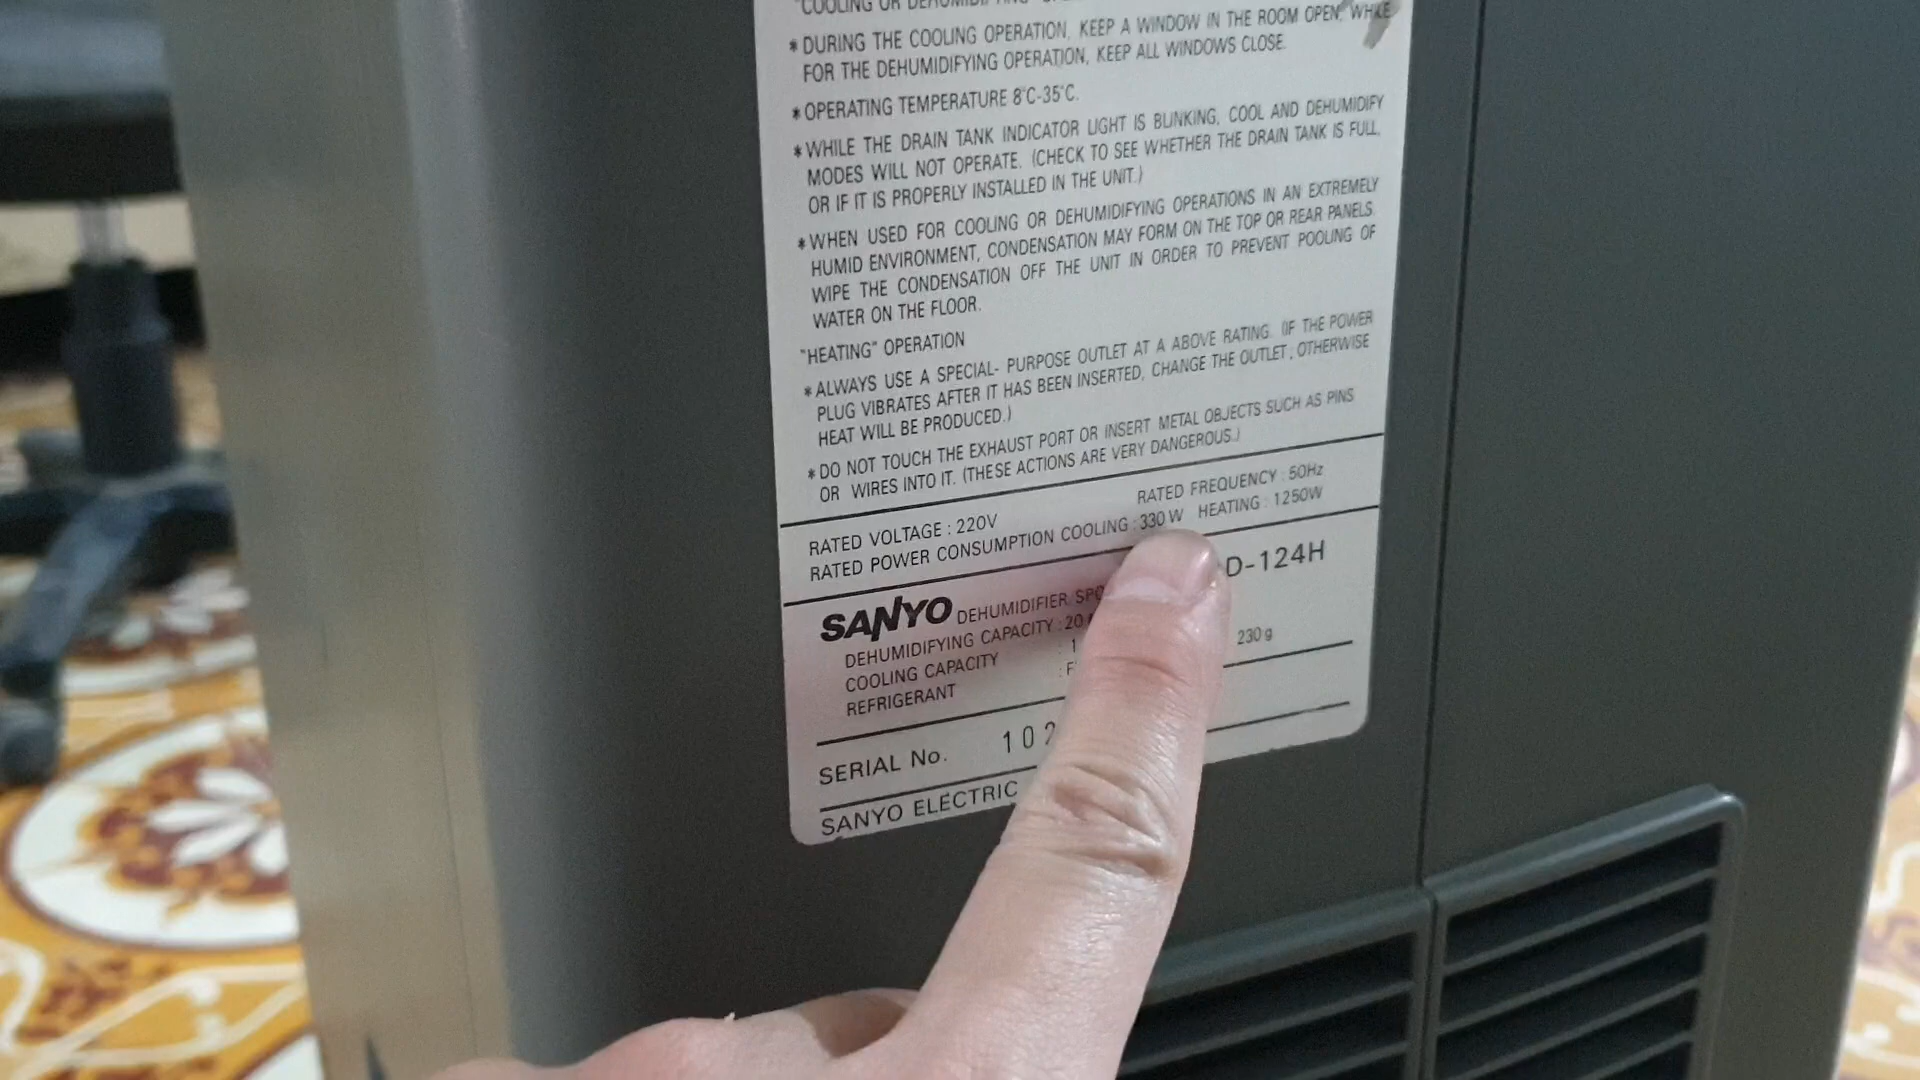 "COOLING OR DEHUMIDIFYING"
*DURING THE COOLING OPERATION, KEEP A WINDOW IN THE ROOM OPEN, WHILE
FOR THE DEHUMIDIFYING OPERATION, KEEP ALL WINDOWS CLOSE.
*OPERATING TEMPERATURE 8°C-35°C.
*WHILE THE DRAIN TANK INDICATOR LIGHT IS BLINKING, COOL AND DEHUMIDIFY
MODES WILL NOT OPERATE. (CHECK TO SEE WHETHER THE DRAIN TANK IS FULL,
OR IF IT IS PROPERLY INSTALLED IN THE UNIT.)
*WHEN USED FOR COOLING OR DEHUMIDIFYING OPERATIONS IN AN EXTREMELY
HUMID ENVIRONMENT, CONDENSATION MAY FORM ON THE TOP OR REAR PANELS.
WIPE THE CONDENSATION OFF THE UNIT IN ORDER TO PREVENT POOLING OF
WATER ON THE FLOOR.
"HEATING" OPERATION
*ALWAYS USE A SPECIAL- PURPOSE OUTLET AT A ABOVE RATING. (IF THE POWER
PLUG VIBRATES AFTER IT HAS BEEN INSERTED, CHANGE THE OUTLET; OTHERWISE
HEAT WILL BE PRODUCED.)
*DO NOT TOUCH THE EXHAUST PORT OR INSERT METAL OBJECTS SUCH AS PINS
OR WIRES INTO IT. (THESE ACTIONS ARE VERY DANGEROUS.)
RATED VOLTAGE : 220V RATED FREQUENCY : 50Hz
RATED POWER CONSUMPTION COOLING : 330 W HEATING : 1250W
SANYO DEHUMIDIFIER D-124H
DEHUMIDIFYING CAPACITY : 20
COOLING CAPACITY :
REFRIGERANT : 230 g
SERIAL No. 102
SANYO ELECTRIC